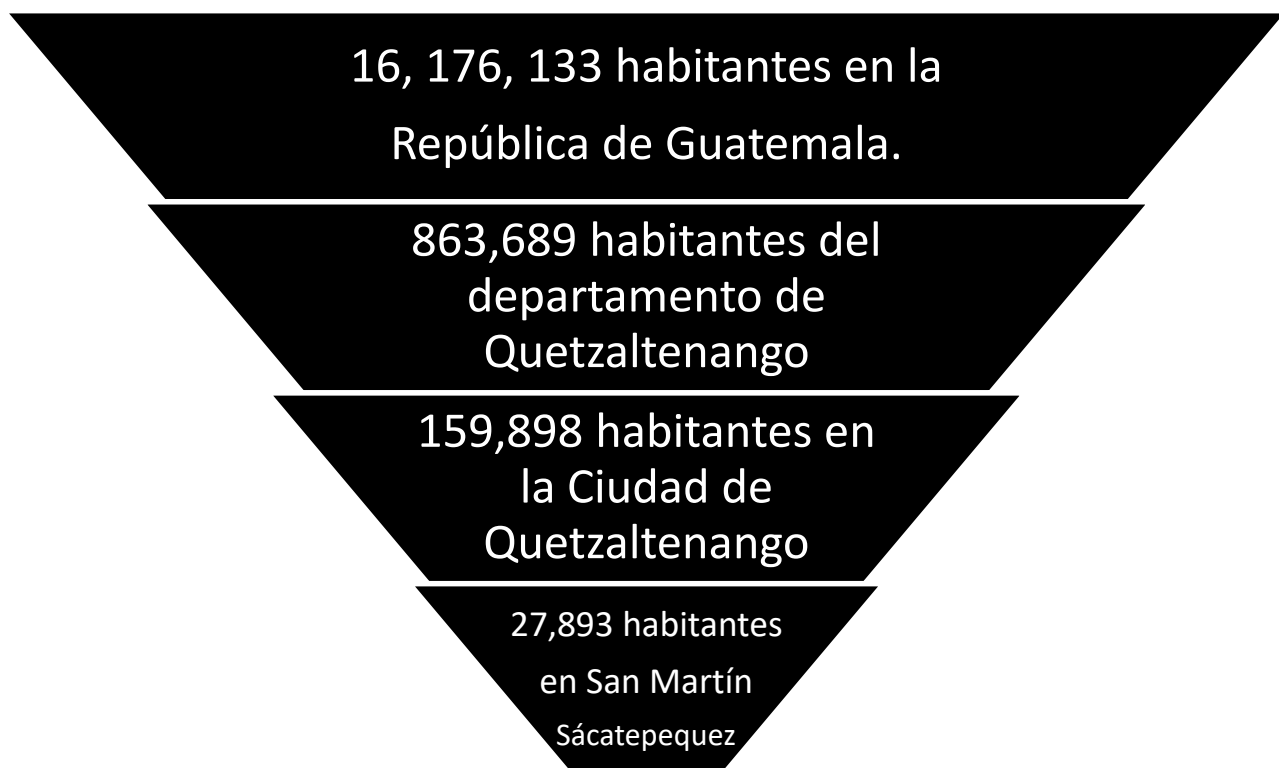 16, 176, 133 habitantes en la
República de Guatemala.
863,689 habitantes del
departamento de
Quetzaltenango
159,898 habitantes en
la Ciudad de
Quetzaltenango
27,893 habitantes
en San Martín
Sácatepequez